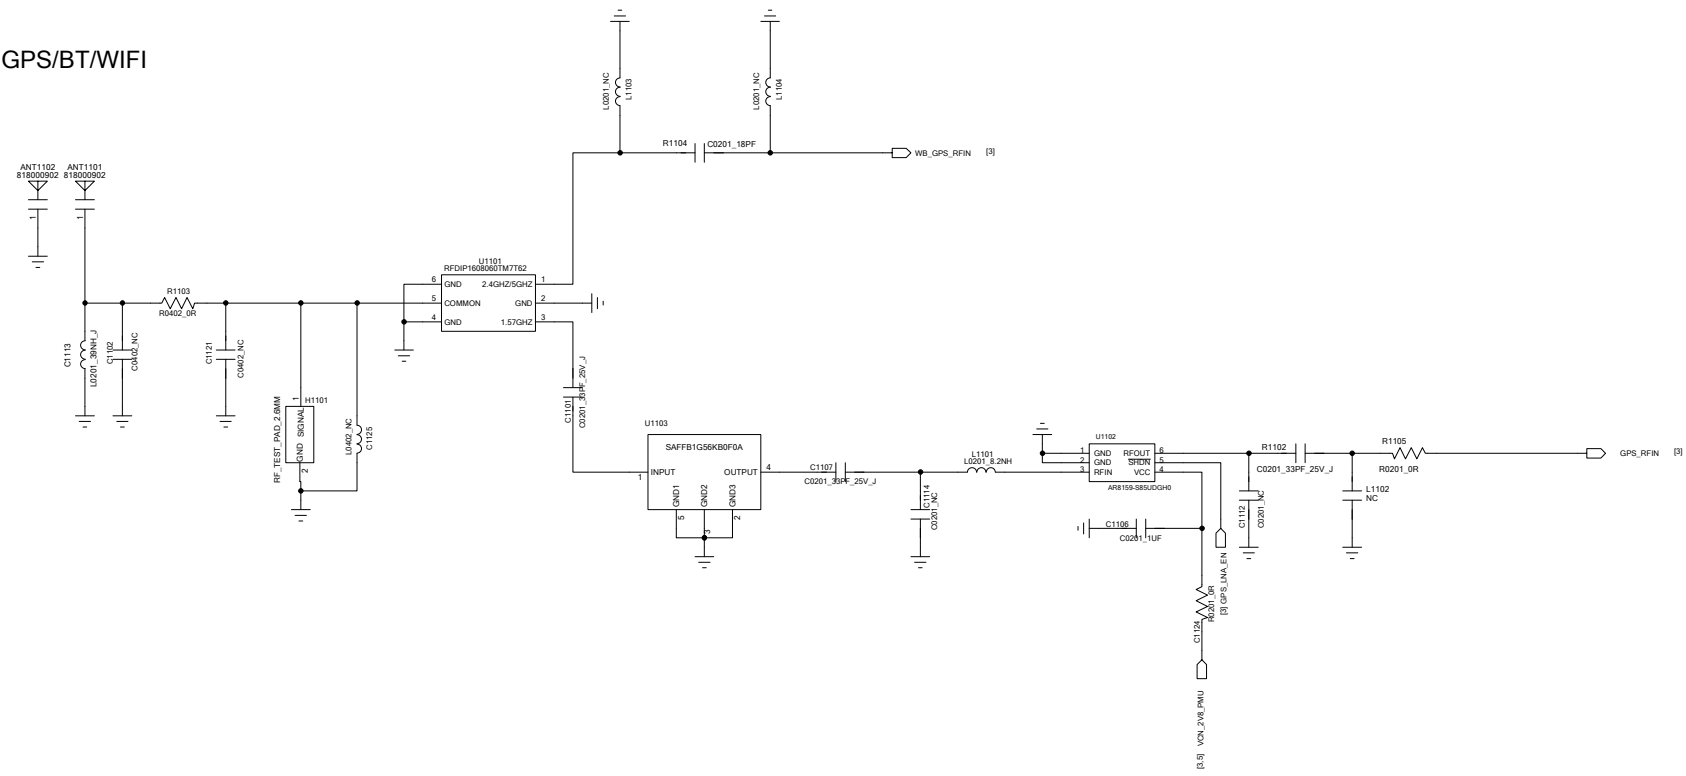 GPS/BT/WIFI
L0201_NC
L1103
L0201_NC
L1104
R1104
C0201_18PF
WB_GPS_RFIN [3]
ANT1102
818000902
1
ANT1101
818000902
1
U1101
RFDIP1608060TM7T62
6 GND 2.4GHZ/5GHZ 1
5 COMMON GND 2
4 GND 1.57GHZ 3
R1103
R0402_0R
C1113
L0201_39NH_J
C1102
C0402_NC
C1121
C0402_NC
RF_TEST_PAD_2.6MM
H1101
1
GND SIGNAL
2
L0402_NC
C1125
C1101
C0201_33PF_25V_J
U1103
SAFFB1G56KB0F0A
INPUT
1
OUTPUT
4
GND1
GND2
GND3
5
3
2
C1107
C0201_33PF_25V_J
C1114
C0201_NC
L1101
L0201_8.2NH
U1102
1 GND RFOUT 6
2 GND SHDN 5
3 RFIN VCC 4
AR8159-S85UDGH0
C1106
C0201_1UF
R0201_0R
C1124
[3] GPS_LNA_EN
[3,5] VCN_2V8_PMU
C1112
C0201_NC
R1102
C0201_33PF_25V_J
L1102
NC
R1105
R0201_0R
GPS_RFIN [3]